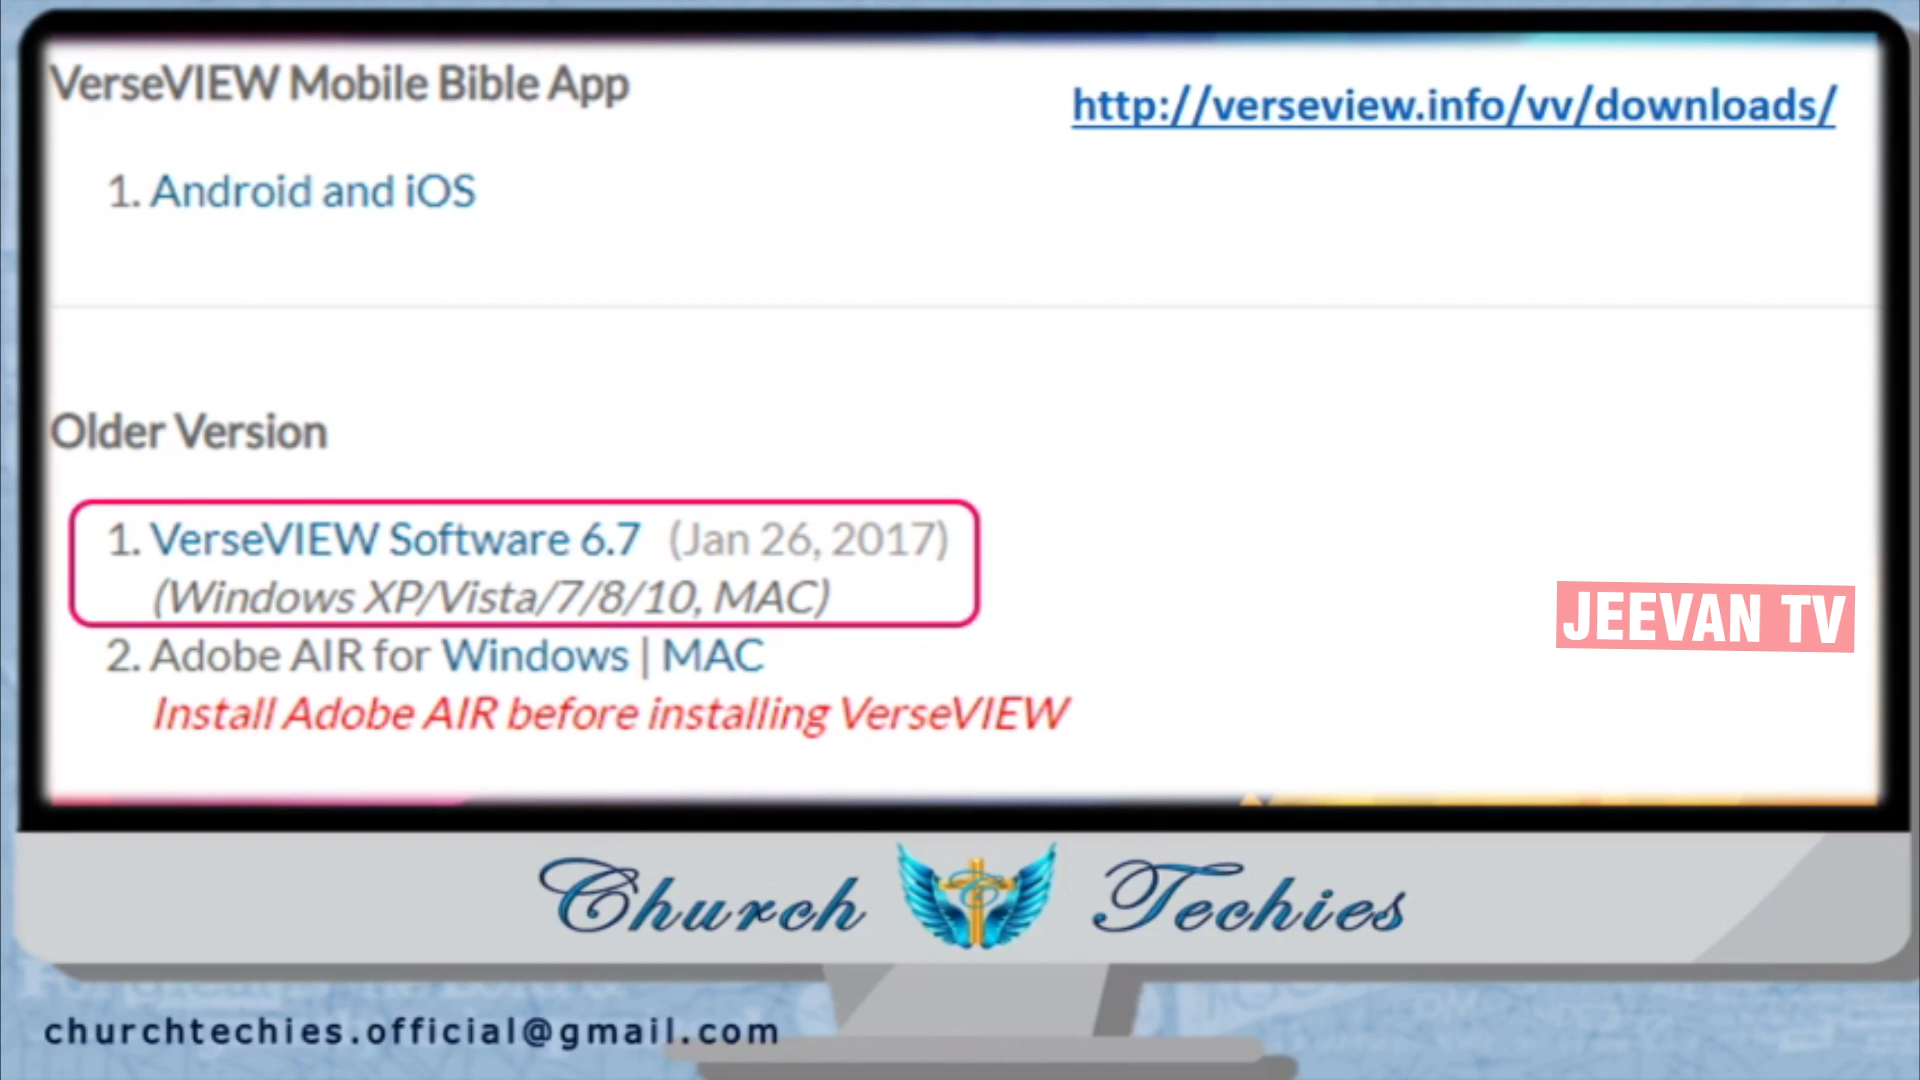 VerseVIEW Mobile Bible App
http://verseview.info/vv/downloads/
1. Android and iOS
Older Version
1. VerseVIEW Software 6.7 (Jan 26, 2017)
(Windows XP/Vista/7/8/10, MAC)
2. Adobe AIR for Windows | MAC
Install Adobe AIR before installing VerseVIEW
JEEVAN TV
Church Techies
churchtechies.official@gmail.com